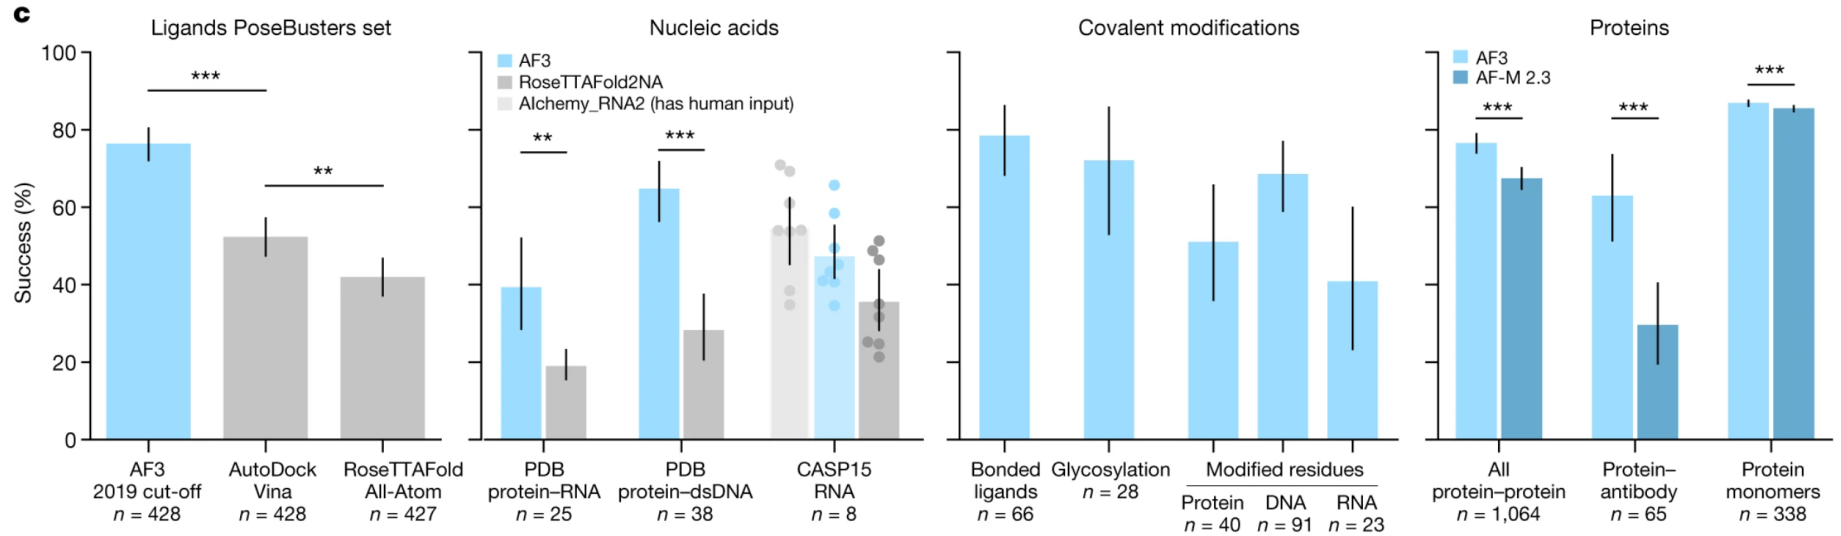 c
Ligands PoseBusters set
Success (%)
100
80
60
40
20
0
***
**
AF3
2019 cut-off
n = 428
AutoDock
Vina
n = 428
RoseTTAFold
All-Atom
n = 427
Nucleic acids
AF3
RoseTTAFold2NA
Alchemy_RNA2 (has human input)
**
***
PDB
protein–RNA
n = 25
PDB
protein–dsDNA
n = 38
CASP15
RNA
n = 8
Covalent modifications
Bonded
ligands
n = 66
Glycosylation
n = 28
Modified residues
Protein
n = 40
DNA
n = 91
RNA
n = 23
Proteins
AF3
AF-M 2.3
***
***
***
All
protein–protein
n = 1,064
Protein–
antibody
n = 65
Protein
monomers
n = 338